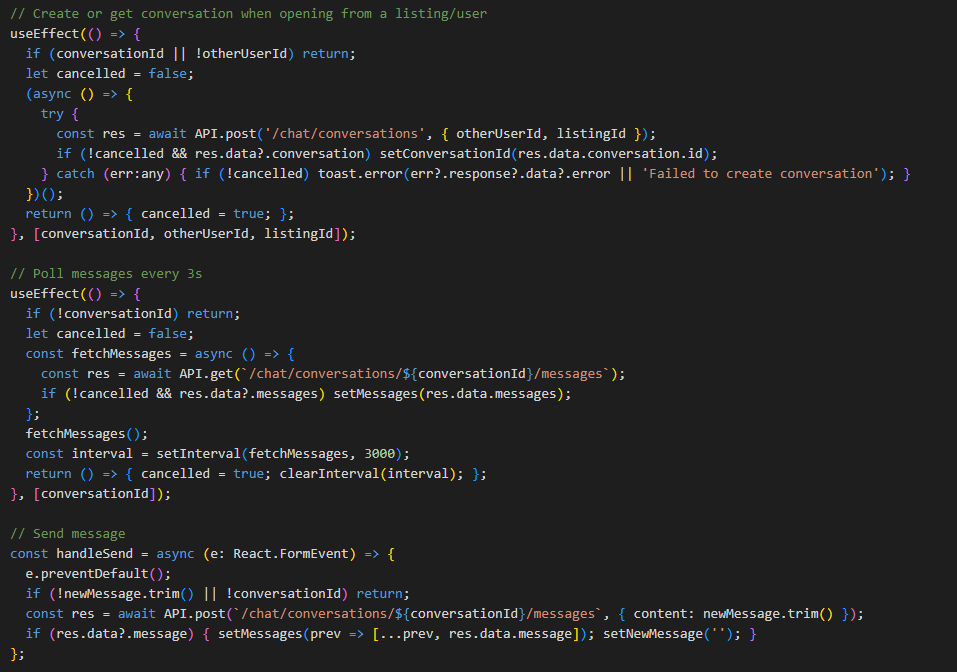 // Create or get conversation when opening from a listing/user
useEffect(() => {
  if (conversationId || !otherUserId) return;
  let cancelled = false;
  (async () => {
    try {
      const res = await API.post('/chat/conversations', { otherUserId, listingId });
      if (!cancelled && res.data?.conversation) setConversationId(res.data.conversation.id);
    } catch (err:any) { if (!cancelled) toast.error(err?.response?.data?.error || 'Failed to create conversation'); }
  })();
  return () => { cancelled = true; };
}, [conversationId, otherUserId, listingId]);

// Poll messages every 3s
useEffect(() => {
  if (!conversationId) return;
  let cancelled = false;
  const fetchMessages = async () => {
    const res = await API.get(`/chat/conversations/${conversationId}/messages`);
    if (!cancelled && res.data?.messages) setMessages(res.data.messages);
  };
  fetchMessages();
  const interval = setInterval(fetchMessages, 3000);
  return () => { cancelled = true; clearInterval(interval); };
}, [conversationId]);

// Send message
const handleSend = async (e: React.FormEvent) => {
  e.preventDefault();
  if (!newMessage.trim() || !conversationId) return;
  const res = await API.post(`/chat/conversations/${conversationId}/messages`, { content: newMessage.trim() });
  if (res.data?.message) { setMessages(prev => [...prev, res.data.message]); setNewMessage(''); }
};